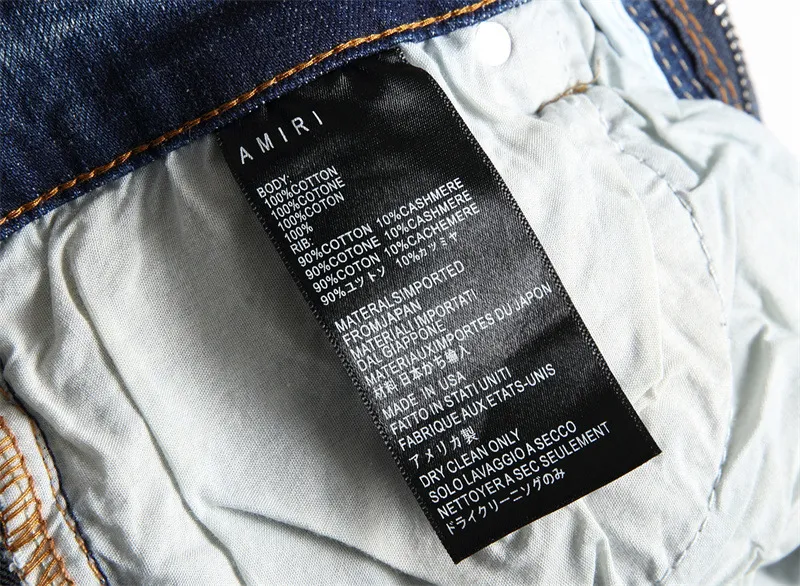 AMIRI
BODY:
100%COTTON
100%COTONE
100%COTON
100%
RIB:
90%COTTON 10%CASHMERE
90%COTONE 10%CASHMERE
90%COTON 10%CACHEMERE
90%ユットソ 10%カッミヤ
MATERALSIMPORTED
FROMJAPAN
MATERIALI IMPORTATI
DAL GIAPPONE
MATERIAUXIMPORTES DU JAPON
材料 日本から輸入
MADE IN USA
FATTO IN STATI UNITI
FABRIQUE AUX ETATS-UNIS
アメリカ製
DRY CLEAN ONLY
SOLO LAVAGGIO A SECCO
NETTOYER A SEC SEULEMENT
ドライクリーニングのみ